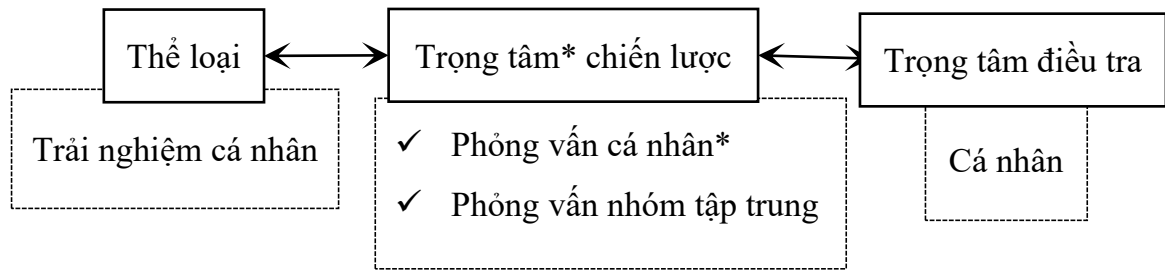 Thể loại
Trọng tâm* chiến lược
Trọng tâm điều tra
Trải nghiệm cá nhân
✓ Phỏng vấn cá nhân*
✓ Phỏng vấn nhóm tập trung
Cá nhân